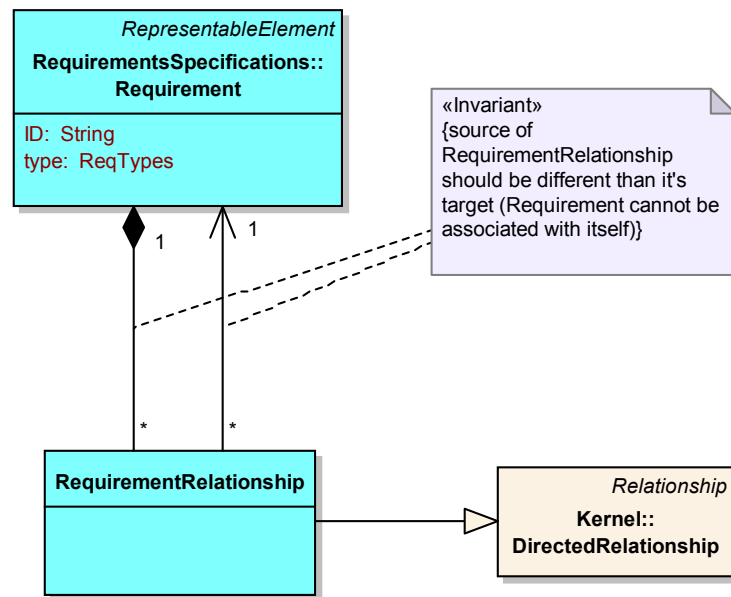 RepresentableElement
RequirementsSpecifications::
Requirement
ID: String
type: ReqTypes
«Invariant»
{source of
RequirementRelationship
should be different than it's
target (Requirement cannot be
associated with itself)}
1
1
*
*
RequirementRelationship
Relationship
Kernel::
DirectedRelationship